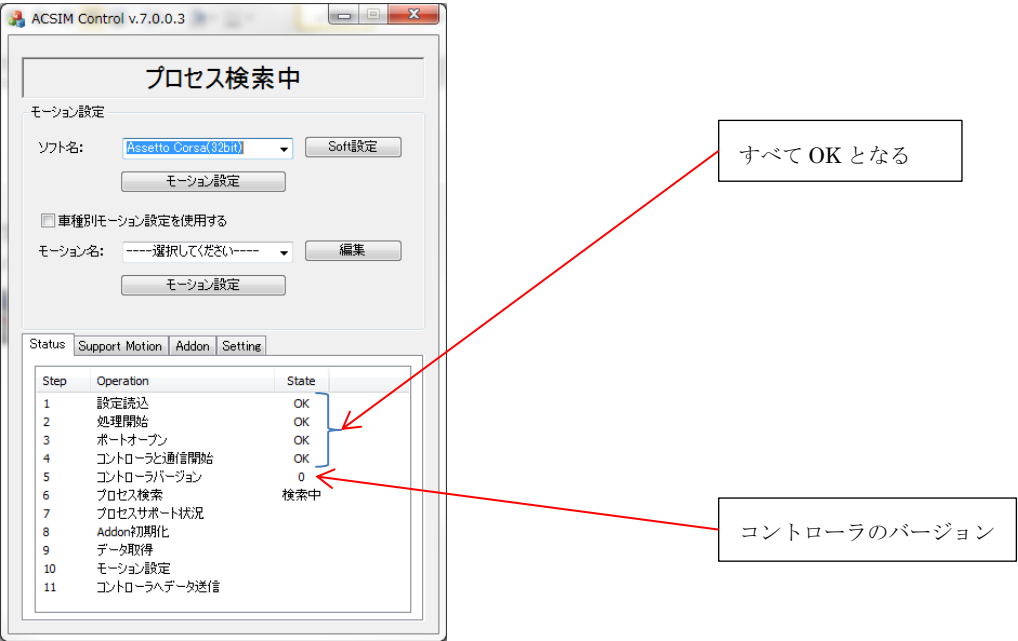 ACSIM Control v.7.0.0.3
プロセス検索中
モーション設定
ソフト名: Assetto Corsa(32bit) Soft設定
モーション設定
車種別モーション設定を使用する
モーション名: ----選択してください---- 編集
モーション設定
Status Support Motion Addon Setting
Step Operation State
1 設定読込 OK
2 処理開始 OK
3 ポートオープン OK
4 コントローラと通信開始 OK
5 コントローラバージョン 0
6 プロセス検索 検索中
7 プロセスサポート状況
8 Addon初期化
9 データ取得
10 モーション設定
11 コントローラへデータ送信
すべて OK となる
コントローラのバージョン